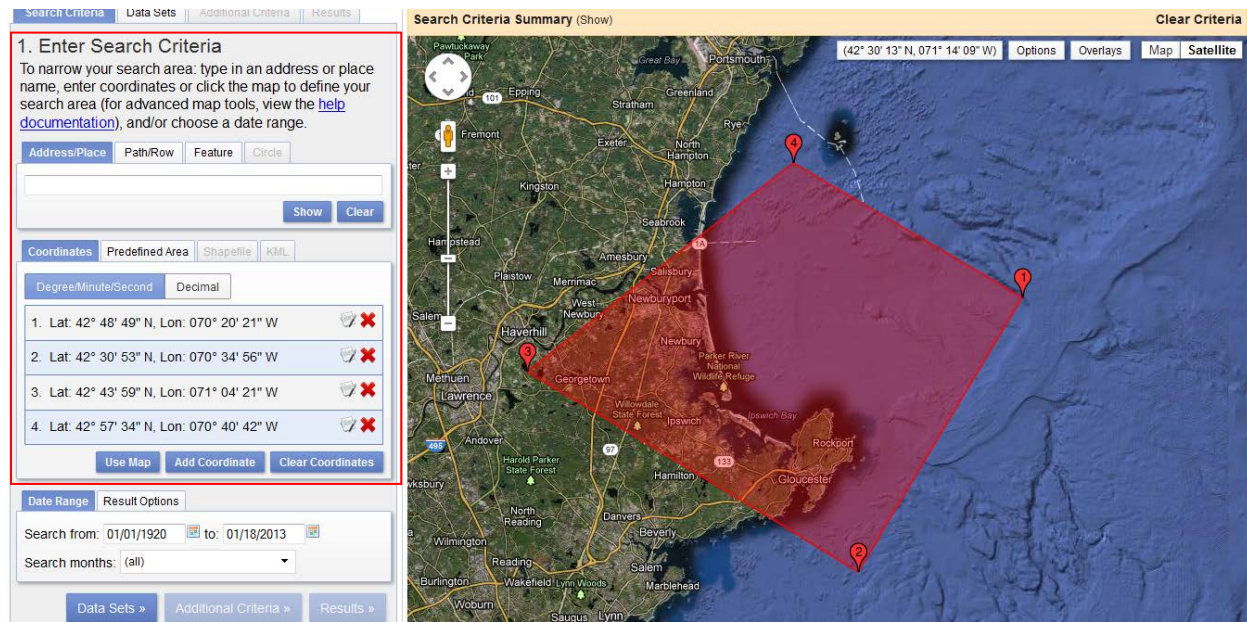 Search Criteria Data Sets Additional Criteria Results
1. Enter Search Criteria
To narrow your search area: type in an address or place
name, enter coordinates or click the map to define your
search area (for advanced map tools, view the help
documentation), and/or choose a date range.
Address/Place Path/Row Feature Circle
Show Clear
Coordinates Predefined Area Shapefile KML
Degree/Minute/Second Decimal
1. Lat: 42° 48' 49" N, Lon: 070° 20' 21" W
2. Lat: 42° 30' 53" N, Lon: 070° 34' 56" W
3. Lat: 42° 43' 59" N, Lon: 071° 04' 21" W
4. Lat: 42° 57' 34" N, Lon: 070° 40' 42" W
Use Map Add Coordinate Clear Coordinates
Date Range Result Options
Search from: 01/01/1920 to: 01/18/2013
Search months: (all)
Data Sets » Additional Criteria » Results »
Search Criteria Summary (Show) Clear Criteria
(42° 30' 13" N, 071° 14' 09" W) Options Overlays Map Satellite
Pawtuckaway
Park
Great Bay
Portsmouth
Epping
101
Greenland
Stratham
Rye
Fremont
Exeter
North
Hampton
4
Kingston
Hampton
Seabrook
Hampstead
1A
Amesbury
Salisbury
Plaistow
Merrimac
1
West
Newbury
Newburyport
Salem
Haverhill
Newbury
3
Parker River
National
Wildlife Refuge
Methuen
Georgetown
Lawrence
Willowdale
State Forest
Ipswich
Ipswich Bay
Andover
495
97
Rockport
Harold Parker
State Forest
133
Hamilton
Gloucester
North
Reading
Danvers
Beverly
Wilmington
2
Reading
Salem
Burlington
Wakefield
Lynn Woods
Marblehead
Woburn
Saugus
Lynn